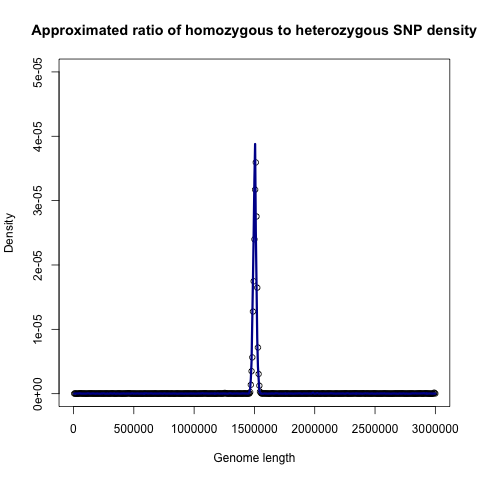 Approximated ratio of homozygous to heterozygous SNP density
5e-05
4e-05
3e-05
2e-05
1e-05
0e+00
Density
0 500000 1000000 1500000 2000000 2500000 3000000
Genome length